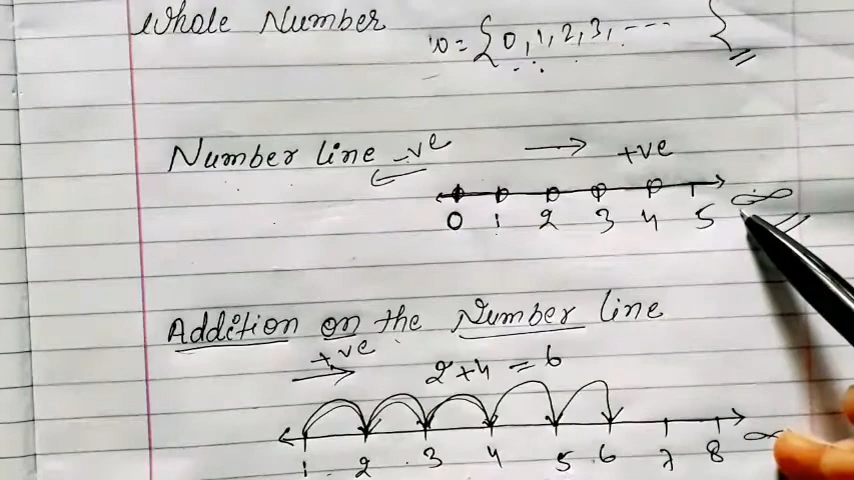 Whole Number
w = { 0, 1, 2, 3, ---- }
Number line -ve → +ve
0 1 2 3 4 5 ∞
Addition on the Number line
+ve
2+4 = 6
1 2 3 4 5 6 7 8 ∞